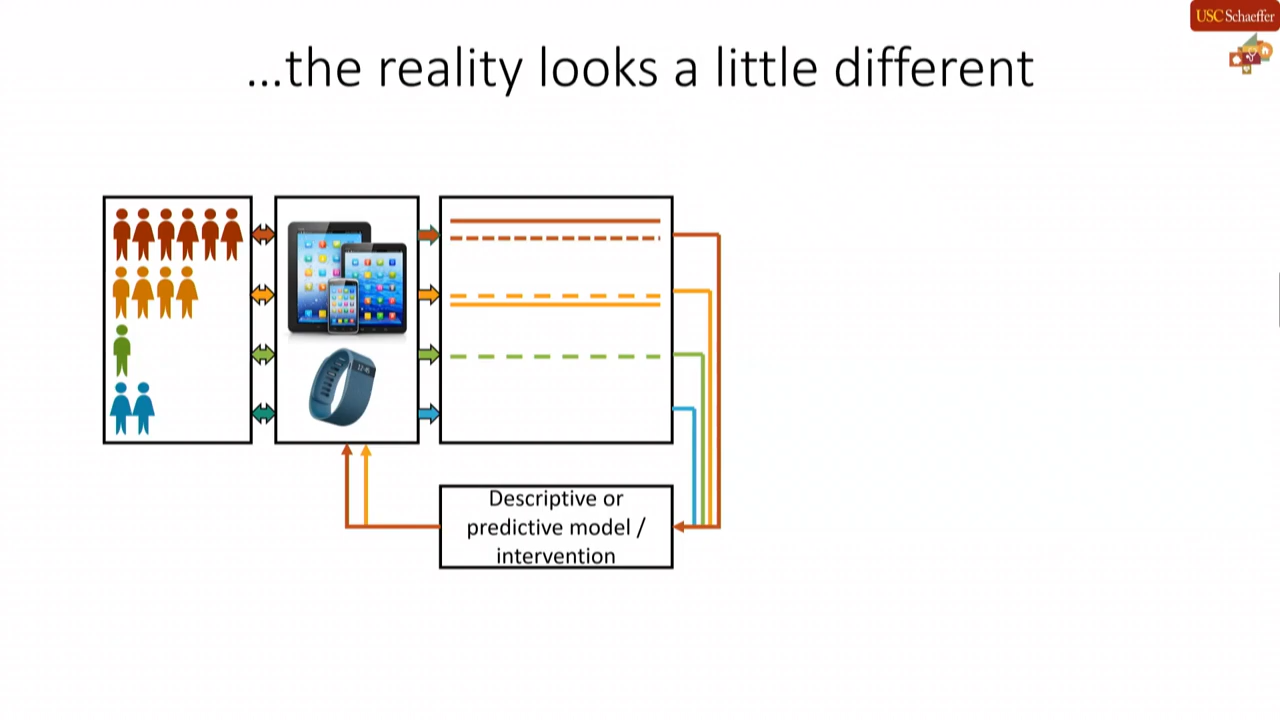 USC Schaeffer
...the reality looks a little different
Descriptive or
predictive model /
intervention